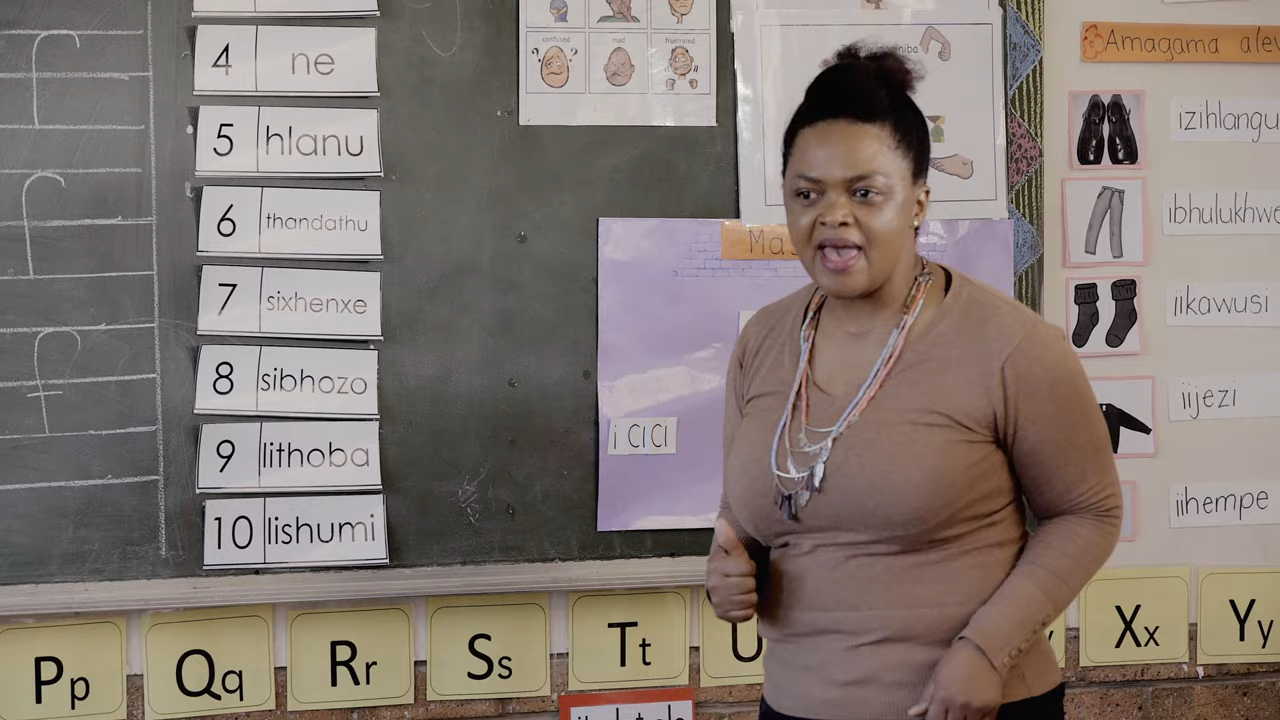 4 ne
5 hlanu
6 thandathu
7 sixhenxe
8 sibhozo
9 lithoba
10 lishumi
f
f
f
confused mad frustrated
i CICI
Amagama
izihlangu
iikawusi
iijezi
iihempe
Pp Qq Rr Ss Tt U Xx Yy